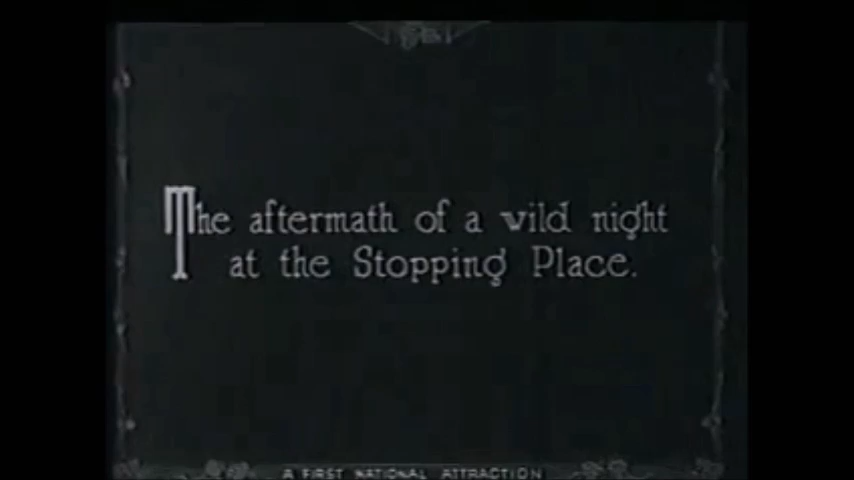 The aftermath of a wild night
at the Stopping Place.
A FIRST NATIONAL ATTRACTION